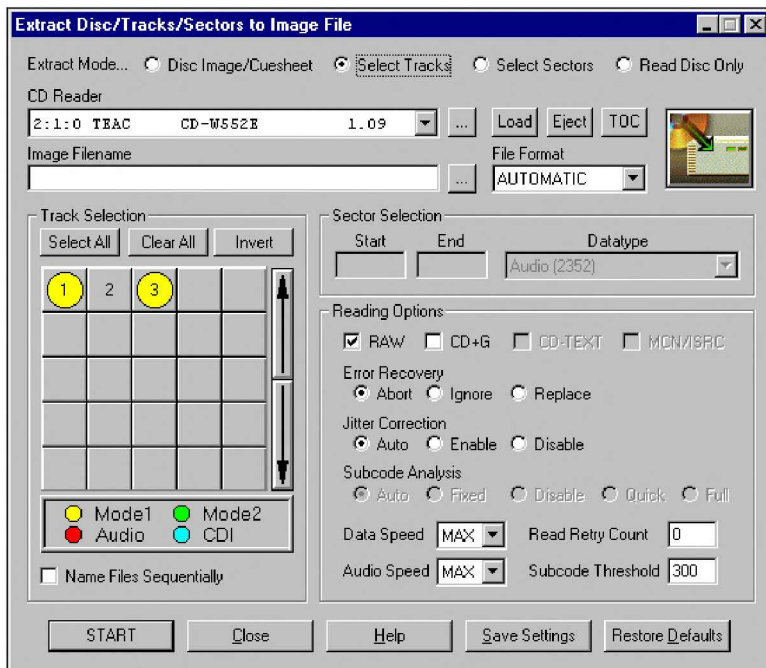 Extract Disc/Tracks/Sectors to Image File
Extract Mode... Disc Image/Cuesheet Select Tracks Select Sectors Read Disc Only
CD Reader
2:1:0 TEAC CD-W552E 1.09 ... Load Eject TOC
Image Filename File Format
... AUTOMATIC
Track Selection
Select All Clear All Invert
1 2 3
Mode1 Mode2
Audio CDI
Name Files Sequentially
Sector Selection
Start End Datatype
Audio (2352)
Reading Options
RAW CD+G CD-TEXT MCN/ISRC
Error Recovery
Abort Ignore Replace
Jitter Correction
Auto Enable Disable
Subcode Analysis
Auto Fixed Disable Quick Full
Data Speed MAX Read Retry Count 0
Audio Speed MAX Subcode Threshold 300
START Close Help Save Settings Restore Defaults